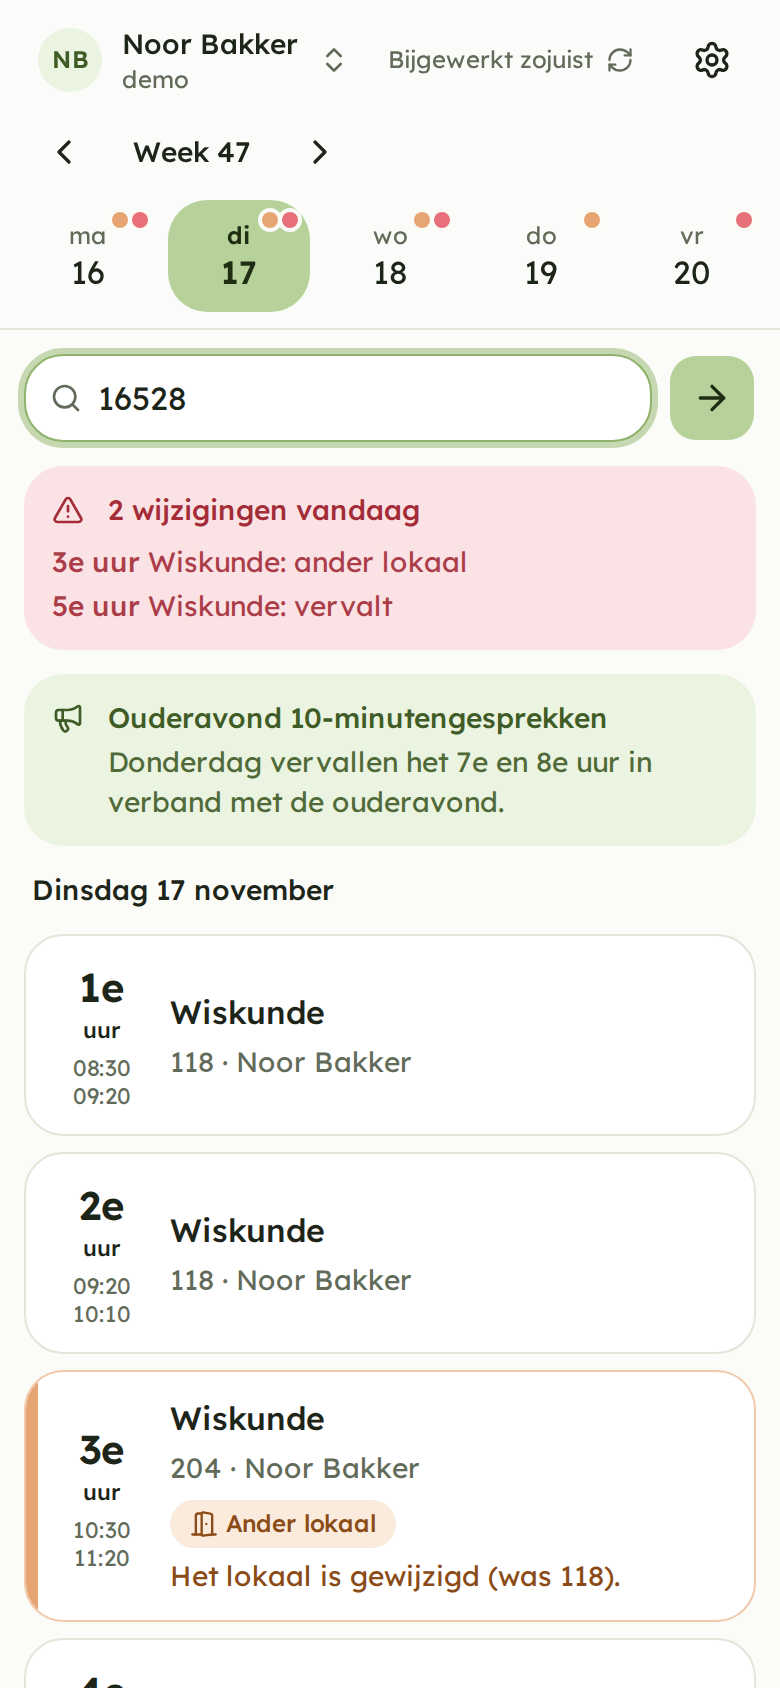 NB
Noor Bakker
demo
Bijgewerkt zojuist
Week 47
ma
16
di
17
wo
18
do
19
vr
20
16528
2 wijzigingen vandaag
3e uur Wiskunde: ander lokaal
5e uur Wiskunde: vervalt
Ouderavond 10-minutengesprekken
Donderdag vervallen het 7e en 8e uur in
verband met de ouderavond.
Dinsdag 17 november
1e
uur
08:30
09:20
Wiskunde
118 · Noor Bakker
2e
uur
09:20
10:10
Wiskunde
118 · Noor Bakker
3e
uur
10:30
11:20
Wiskunde
204 · Noor Bakker
Ander lokaal
Het lokaal is gewijzigd (was 118).